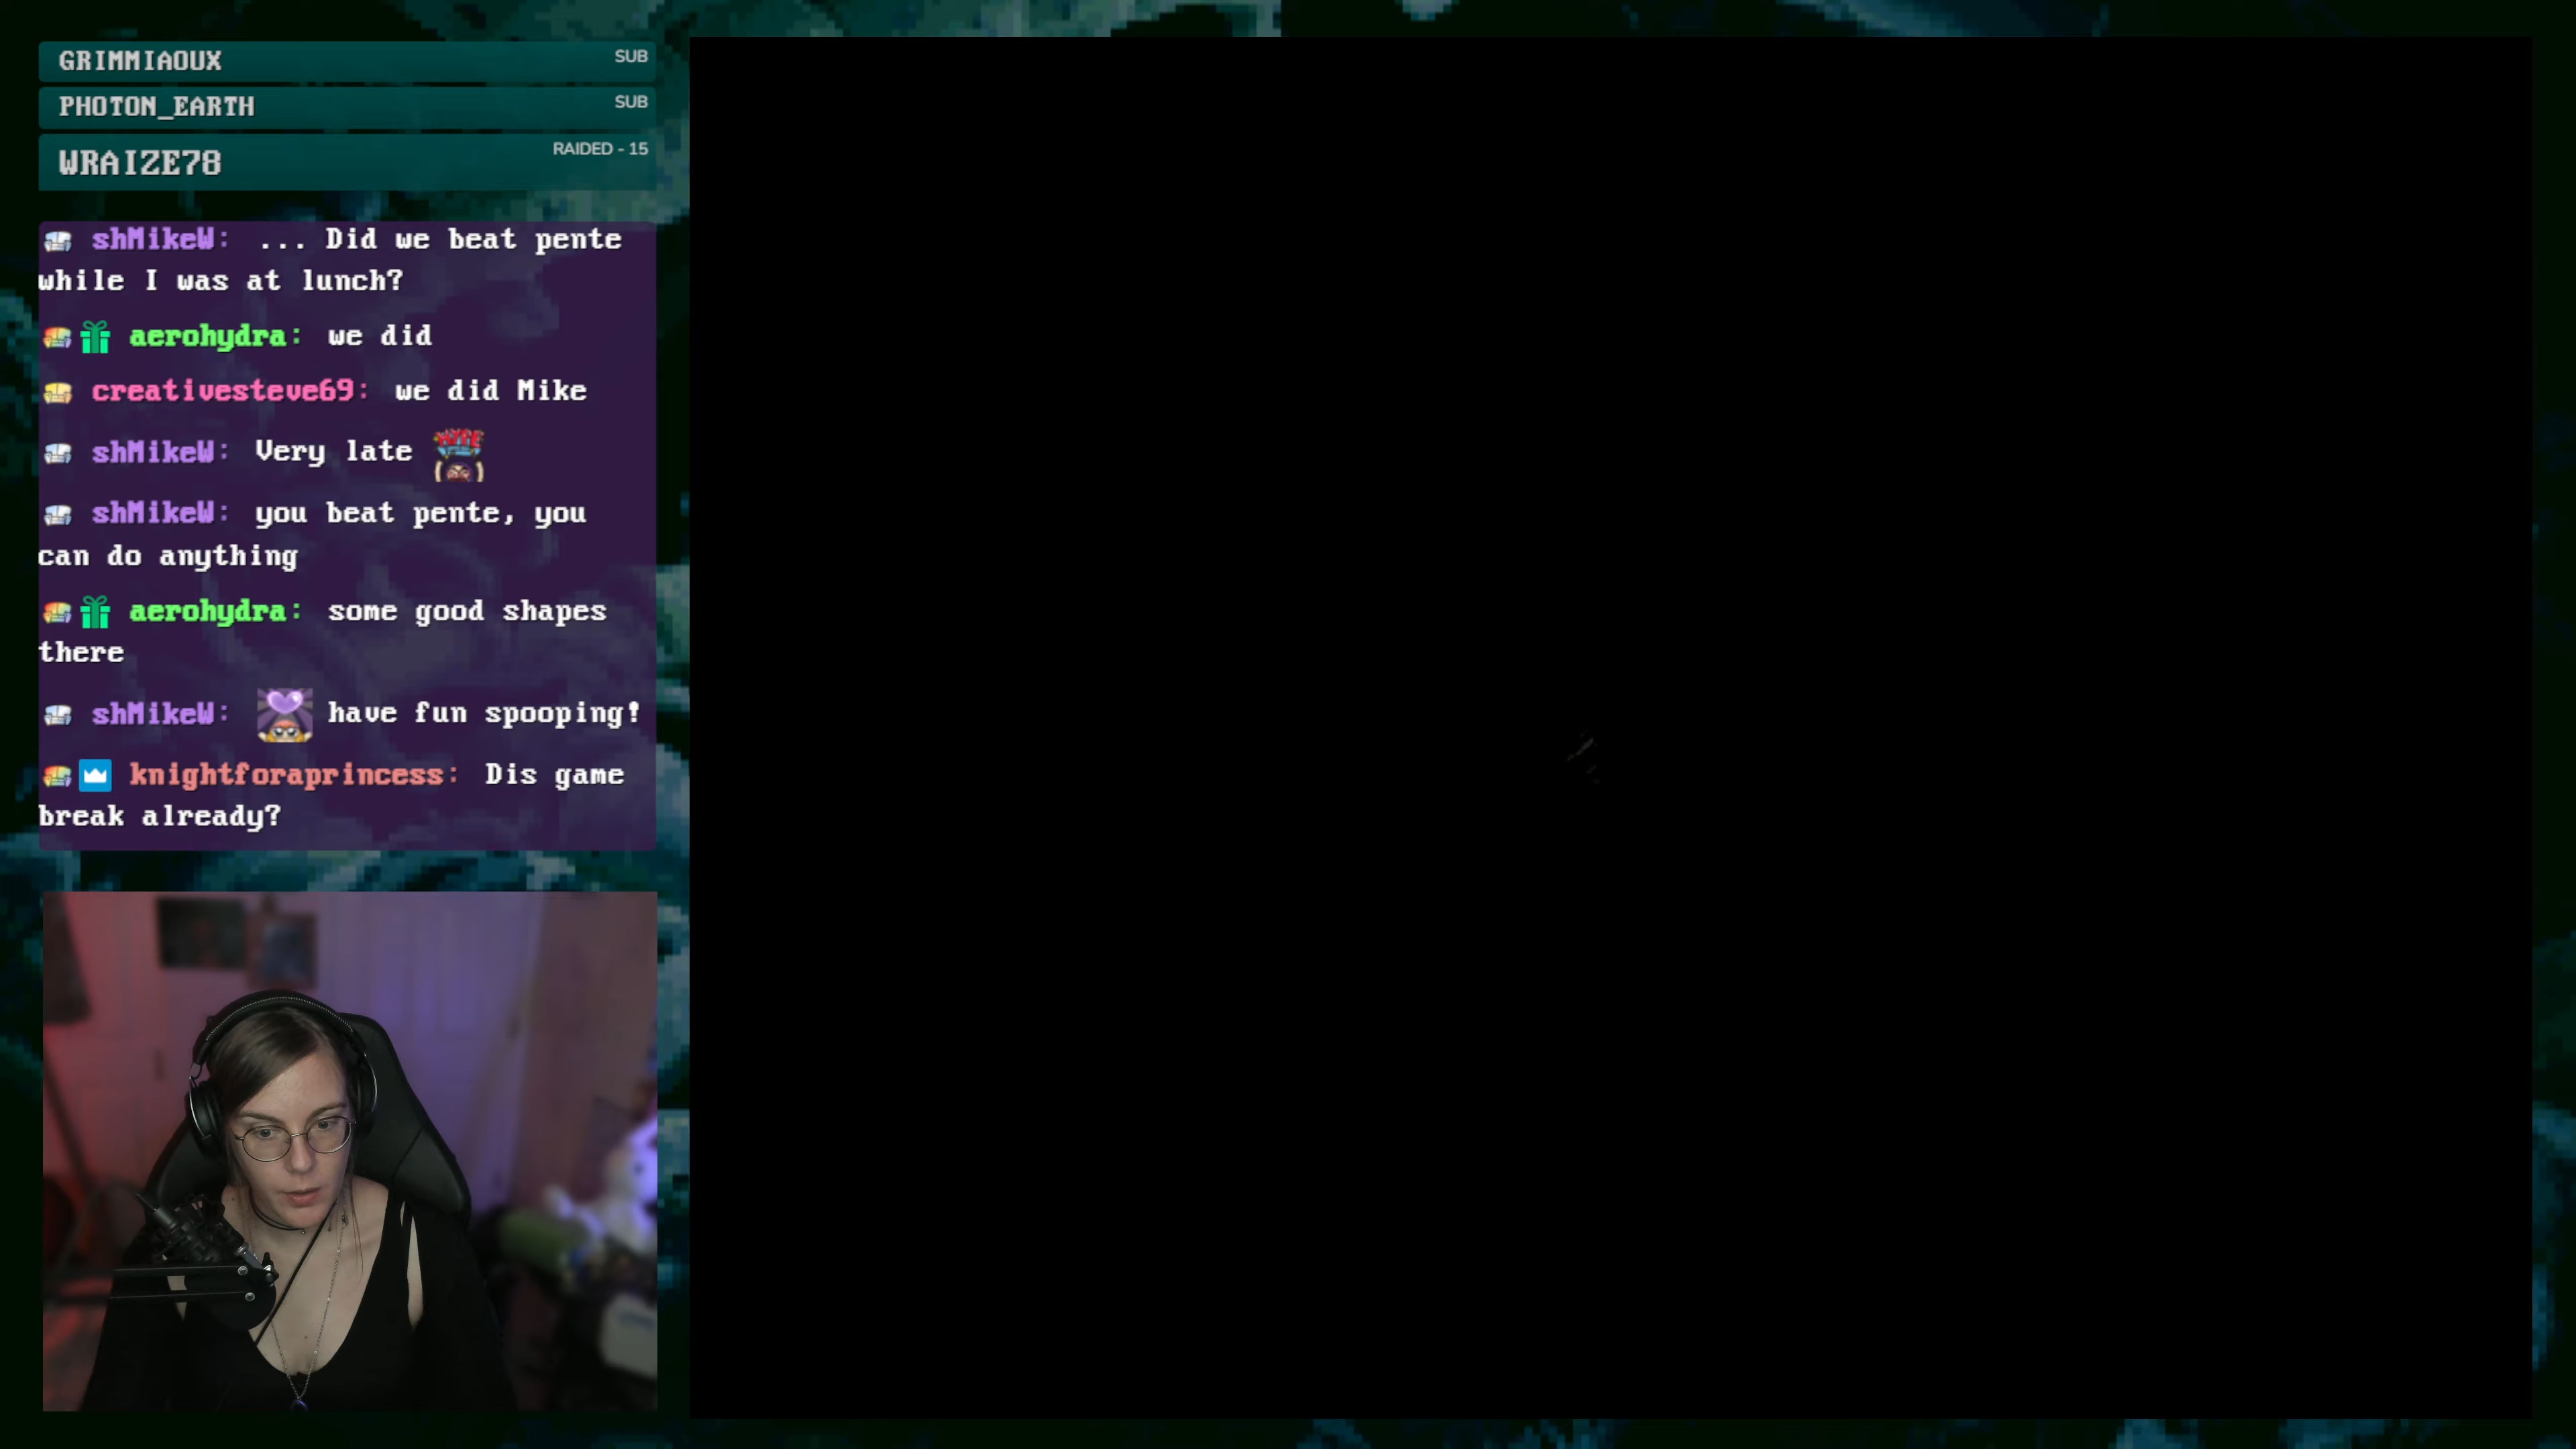 GRIMMIAOUX SUB
PHOTON_EARTH SUB
WRAIZE78 RAIDED - 15
shMikeW: ... Did we beat pente
while I was at lunch?
aerohydra: we did
creativesteve69: we did Mike
shMikeW: Very late HYPE
shMikeW: you beat pente, you
can do anything
aerohydra: some good shapes
there
shMikeW: have fun spooping!
knightforaprincess: Dis game
break already?